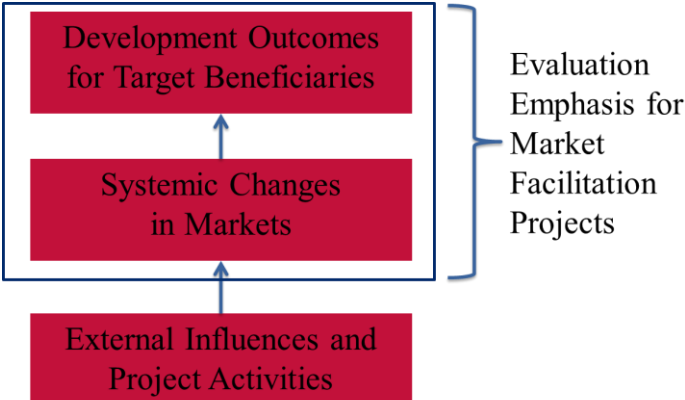 Development Outcomes
for Target Beneficiaries
Systemic Changes
in Markets
External Influences and
Project Activities
Evaluation
Emphasis for
Market
Facilitation
Projects